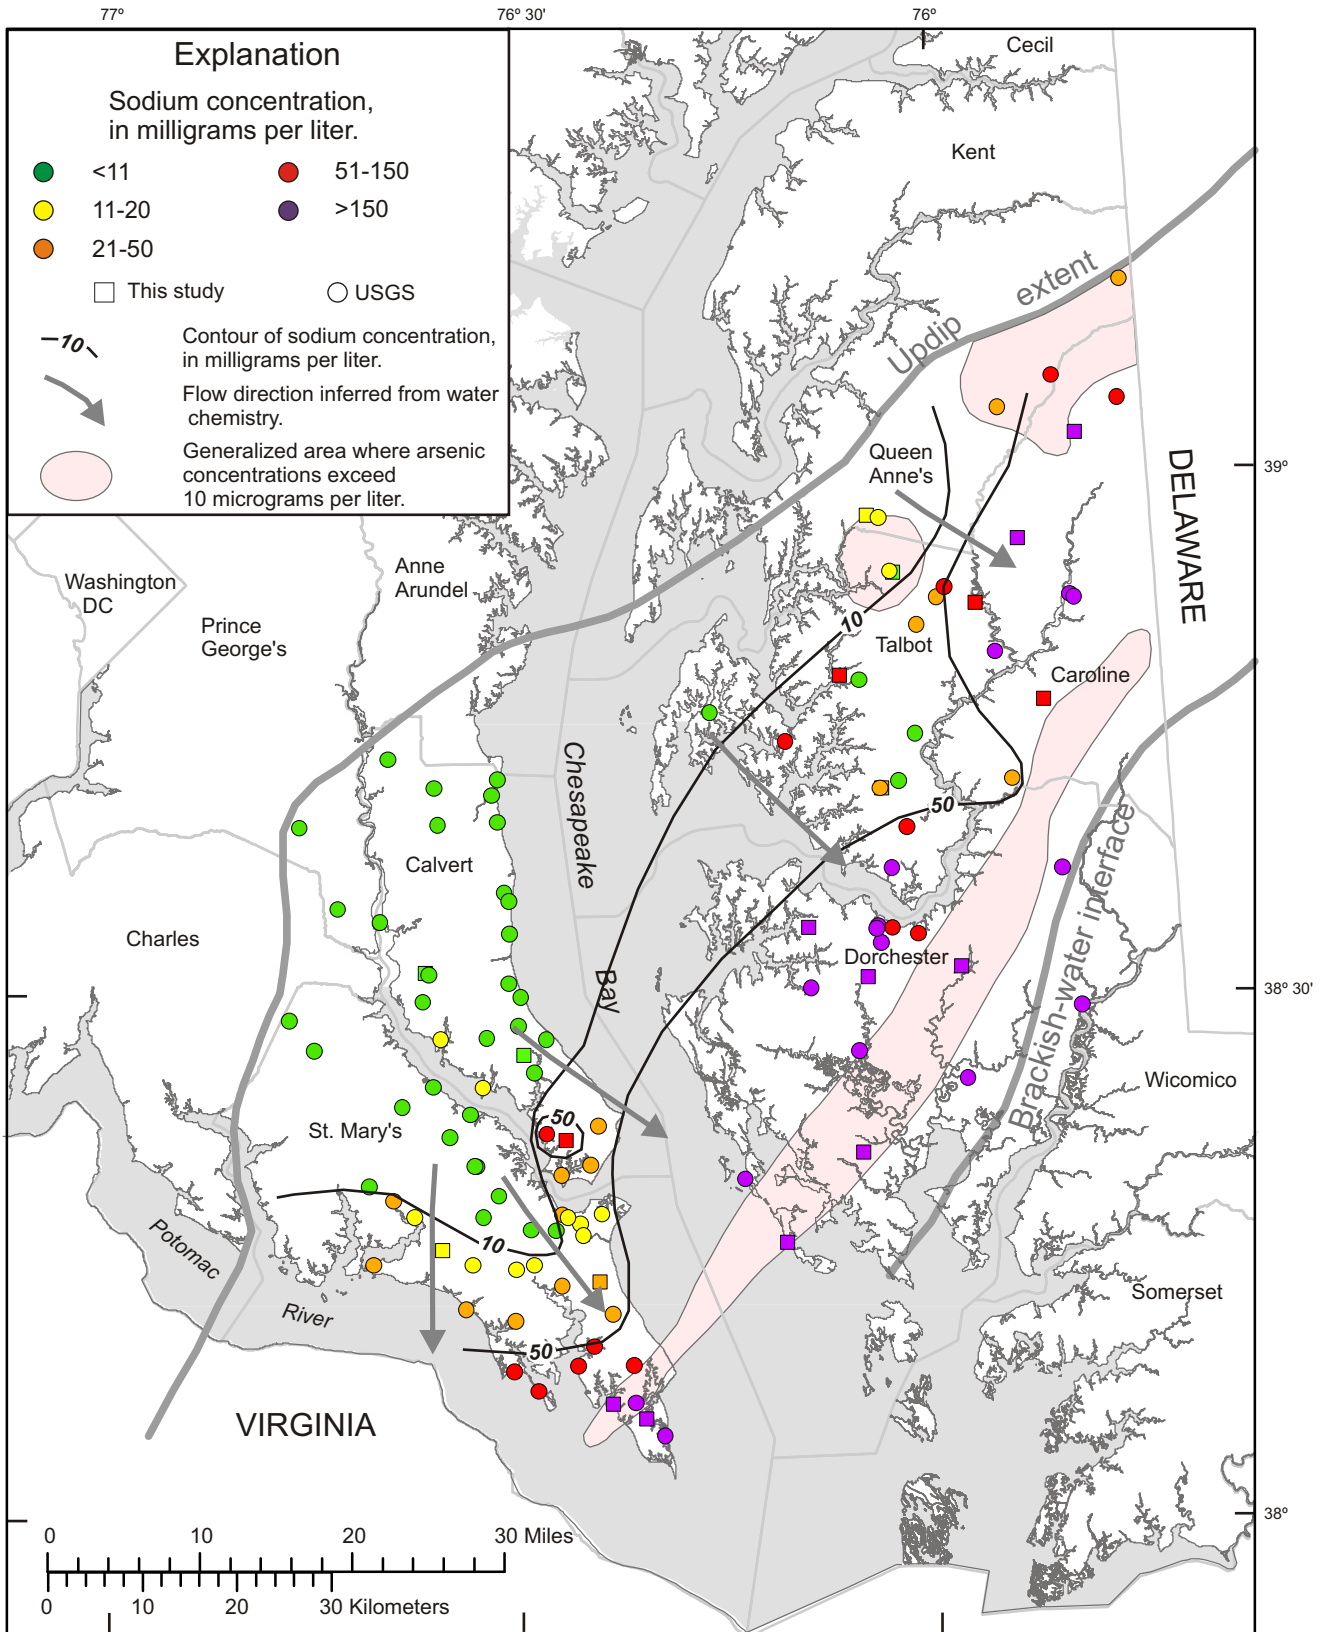 77°
76° 30'
76°
Explanation
Sodium concentration,
in milligrams per liter.
<11
51-150
11-20
>150
21-50
This study
USGS
10
Contour of sodium concentration,
in milligrams per liter.
Flow direction inferred from water
chemistry.
Generalized area where arsenic
concentrations exceed
10 micrograms per liter.
Cecil
Kent
Updip extent
Queen
Anne's
39°
DELAWARE
Anne
Arundel
Washington
DC
Prince
George's
10
Talbot
Caroline
Chesapeake
Bay
50
Calvert
Charles
Dorchester
Brackish-water interface
38° 30'
Wicomico
50
St. Mary's
10
Potomac
River
Somerset
50
VIRGINIA
38°
0 10 20 30 Miles
0 10 20 30 Kilometers